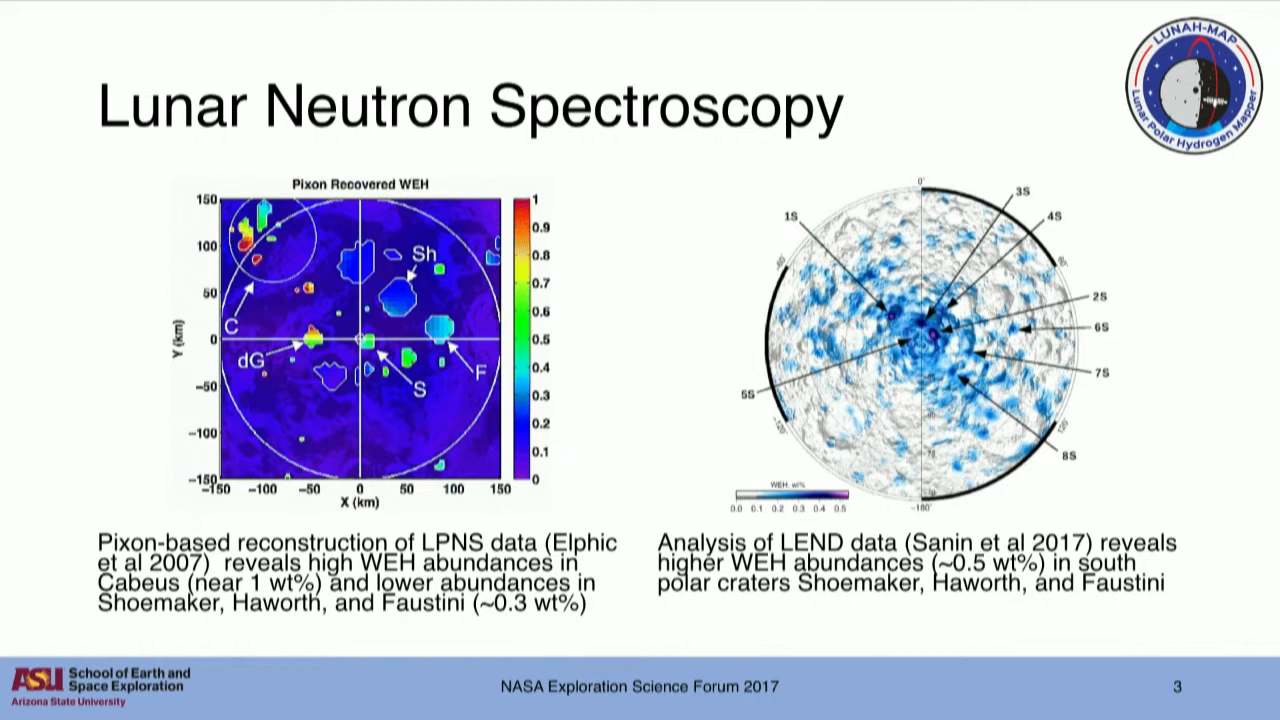 LUNAH-MAP
Lunar Polar Hydrogen Mapper
Lunar Neutron Spectroscopy
Pixon Recovered WEH
150
100
50
0
−50
−100
−150
Y (km)
−150 −100 −50 0 50 100 150
X (km)
1
0.9
0.8
0.7
0.6
0.5
0.4
0.3
0.2
0.1
0
Sh
C
dG
S
F
0°
1S
3S
4S
2S
6S
7S
5S
8S
-70
-180°
WEH, wt%
0.0 0.1 0.2 0.3 0.4 0.5
Pixon-based reconstruction of LPNS data (Elphic
et al 2007) reveals high WEH abundances in
Cabeus (near 1 wt%) and lower abundances in
Shoemaker, Haworth, and Faustini (~0.3 wt%)
Analysis of LEND data (Sanin et al 2017) reveals
higher WEH abundances (~0.5 wt%) in south
polar craters Shoemaker, Haworth, and Faustini
ASU School of Earth and
Space Exploration
Arizona State University
NASA Exploration Science Forum 2017
3